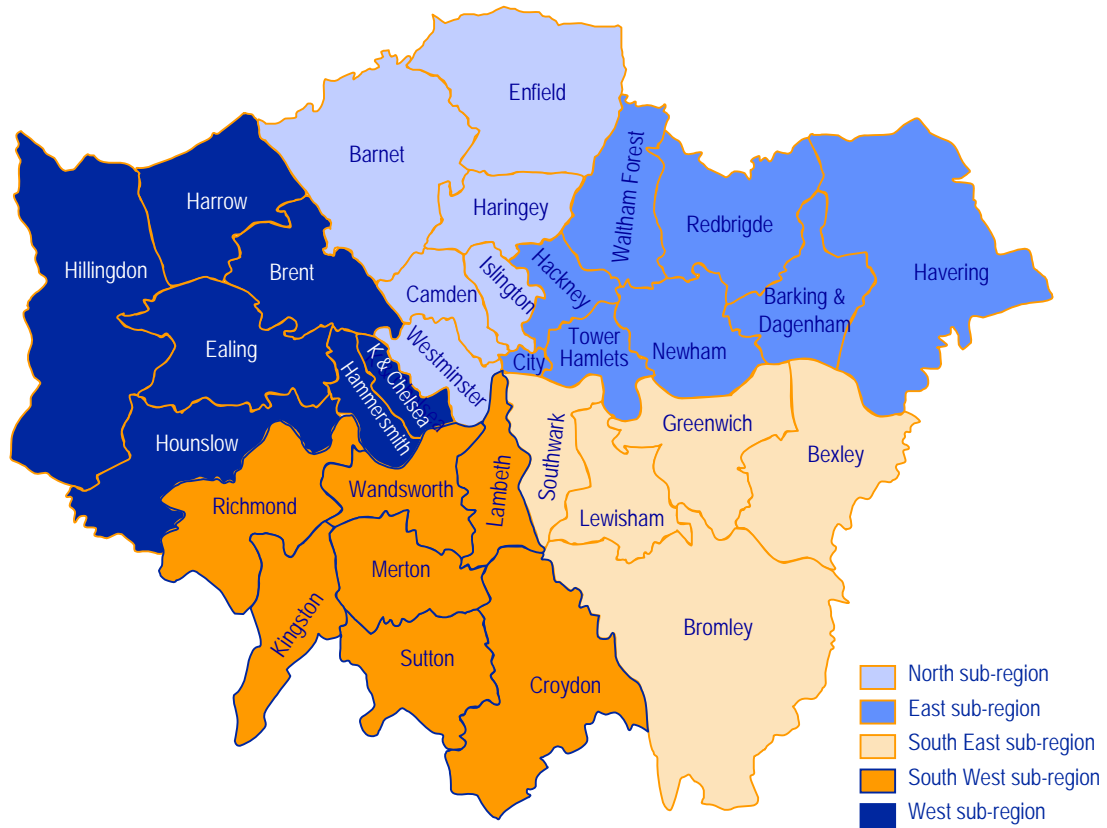 Enfield
Barnet
Waltham Forest
Harrow
Haringey
Redbrigde
Hillingdon
Brent
Islington
Hackney
Havering
Camden
Barking &
Dagenham
Ealing
Westminster
City
Tower
Hamlets
Newham
K & Chelsea
Hammersmith
Hounslow
Greenwich
Southwark
Bexley
Richmond
Wandsworth
Lambeth
Lewisham
Merton
Kingston
Bromley
Sutton
Croydon
North sub-region
East sub-region
South East sub-region
South West sub-region
West sub-region